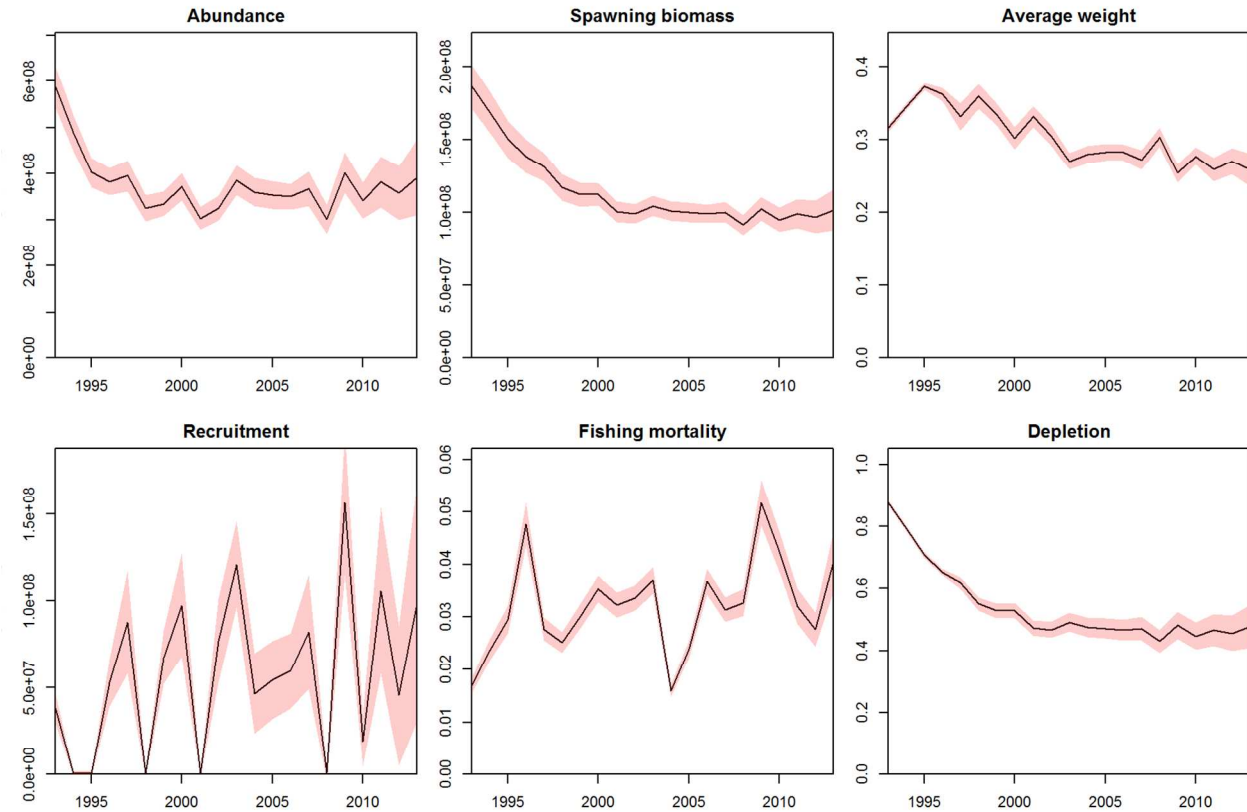 Abundance
0e+00 2e+08 4e+08 6e+08
1995 2000 2005 2010
Spawning biomass
0.0e+00 5.0e+07 1.0e+08 1.5e+08 2.0e+08
1995 2000 2005 2010
Average weight
0.0 0.1 0.2 0.3 0.4
1995 2000 2005 2010
Recruitment
0.0e+00 5.0e+07 1.0e+08 1.5e+08
1995 2000 2005 2010
Fishing mortality
0.00 0.01 0.02 0.03 0.04 0.05 0.06
1995 2000 2005 2010
Depletion
0.0 0.2 0.4 0.6 0.8 1.0
1995 2000 2005 2010